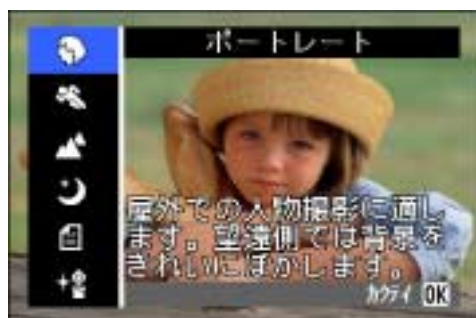 ポートレート
屋外での人物撮影に適し
ます。望遠側では背景を
きれいにぼかします。
カクテイ OK